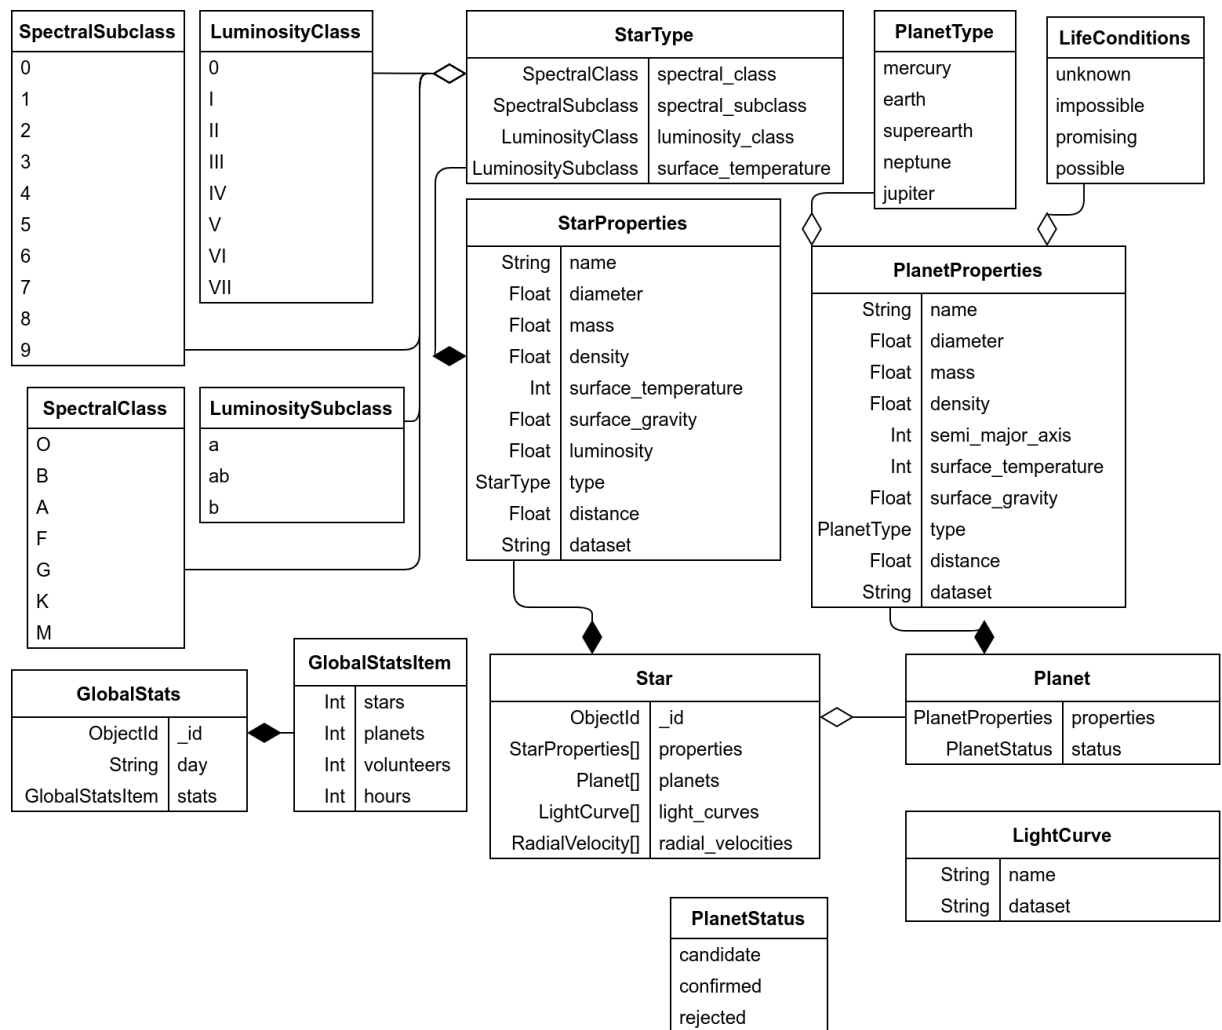 SpectralSubclass
0
1
2
3
4
5
6
7
8
9
LuminosityClass
0
I
II
III
IV
V
VI
VII
StarType
SpectralClass spectral_class
SpectralSubclass spectral_subclass
LuminosityClass luminosity_class
LuminositySubclass surface_temperature
PlanetType
mercury
earth
superearth
neptune
jupiter
LifeConditions
unknown
impossible
promising
possible
StarProperties
String name
Float diameter
Float mass
Float density
Int surface_temperature
Float surface_gravity
Float luminosity
StarType type
Float distance
String dataset
PlanetProperties
String name
Float diameter
Float mass
Float density
Int semi_major_axis
Int surface_temperature
Float surface_gravity
PlanetType type
Float distance
String dataset
SpectralClass
O
B
A
F
G
K
M
LuminositySubclass
a
ab
b
GlobalStats
ObjectId _id
String day
GlobalStatsItem stats
GlobalStatsItem
Int stars
Int planets
Int volunteers
Int hours
Star
ObjectId _id
StarProperties[] properties
Planet[] planets
LightCurve[] light_curves
RadialVelocity[] radial_velocities
Planet
PlanetProperties properties
PlanetStatus status
LightCurve
String name
String dataset
PlanetStatus
candidate
confirmed
rejected